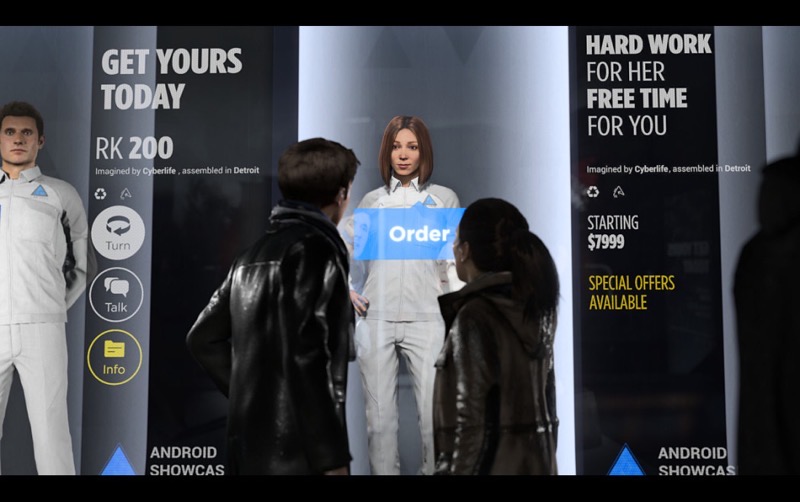 GET YOURS
TODAY
RK 200
Imagined by Cyberlife , assembled in Detroit
Turn
Talk
Info
ANDROID
SHOWCAS
Order
HARD WORK
FOR HER
FREE TIME
FOR YOU
Imagined by Cyberlife, assembled in Detroit
STARTING
$7999
SPECIAL OFFERS
AVAILABLE
ANDROID
SHOWCAS